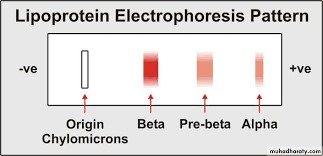 Lipoprotein Electrophoresis Pattern
-ve +ve
Origin Beta Pre-beta Alpha
Chylomicrons
muhadharaty.com